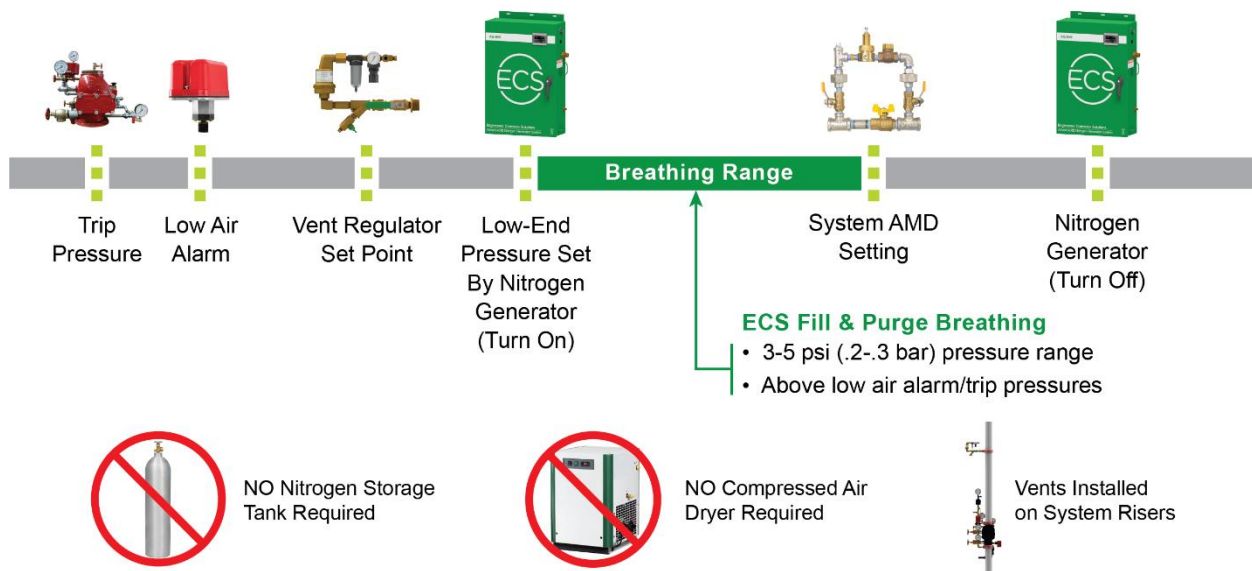 ECS
ECS
Breathing Range
Trip
Pressure
Low Air
Alarm
Vent Regulator
Set Point
Low-End
Pressure Set
By Nitrogen
Generator
(Turn On)
System AMD
Setting
Nitrogen
Generator
(Turn Off)
ECS Fill & Purge Breathing
• 3-5 psi (.2-.3 bar) pressure range
• Above low air alarm/trip pressures
NO Nitrogen Storage
Tank Required
NO Compressed Air
Dryer Required
Vents Installed
on System Risers